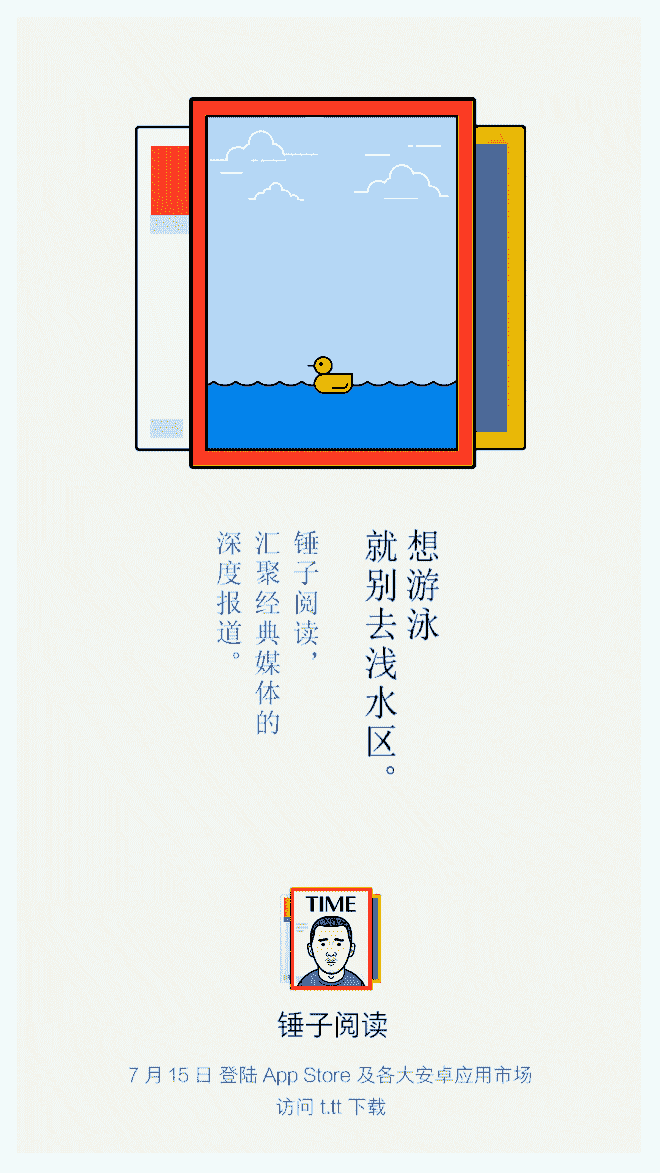 想游泳
就别去浅水区。
锤子阅读，
汇聚经典媒体的
深度报道。
TIME
锤子阅读
7 月 15 日 登陆 App Store 及各大安卓应用市场
访问 t.tt 下载